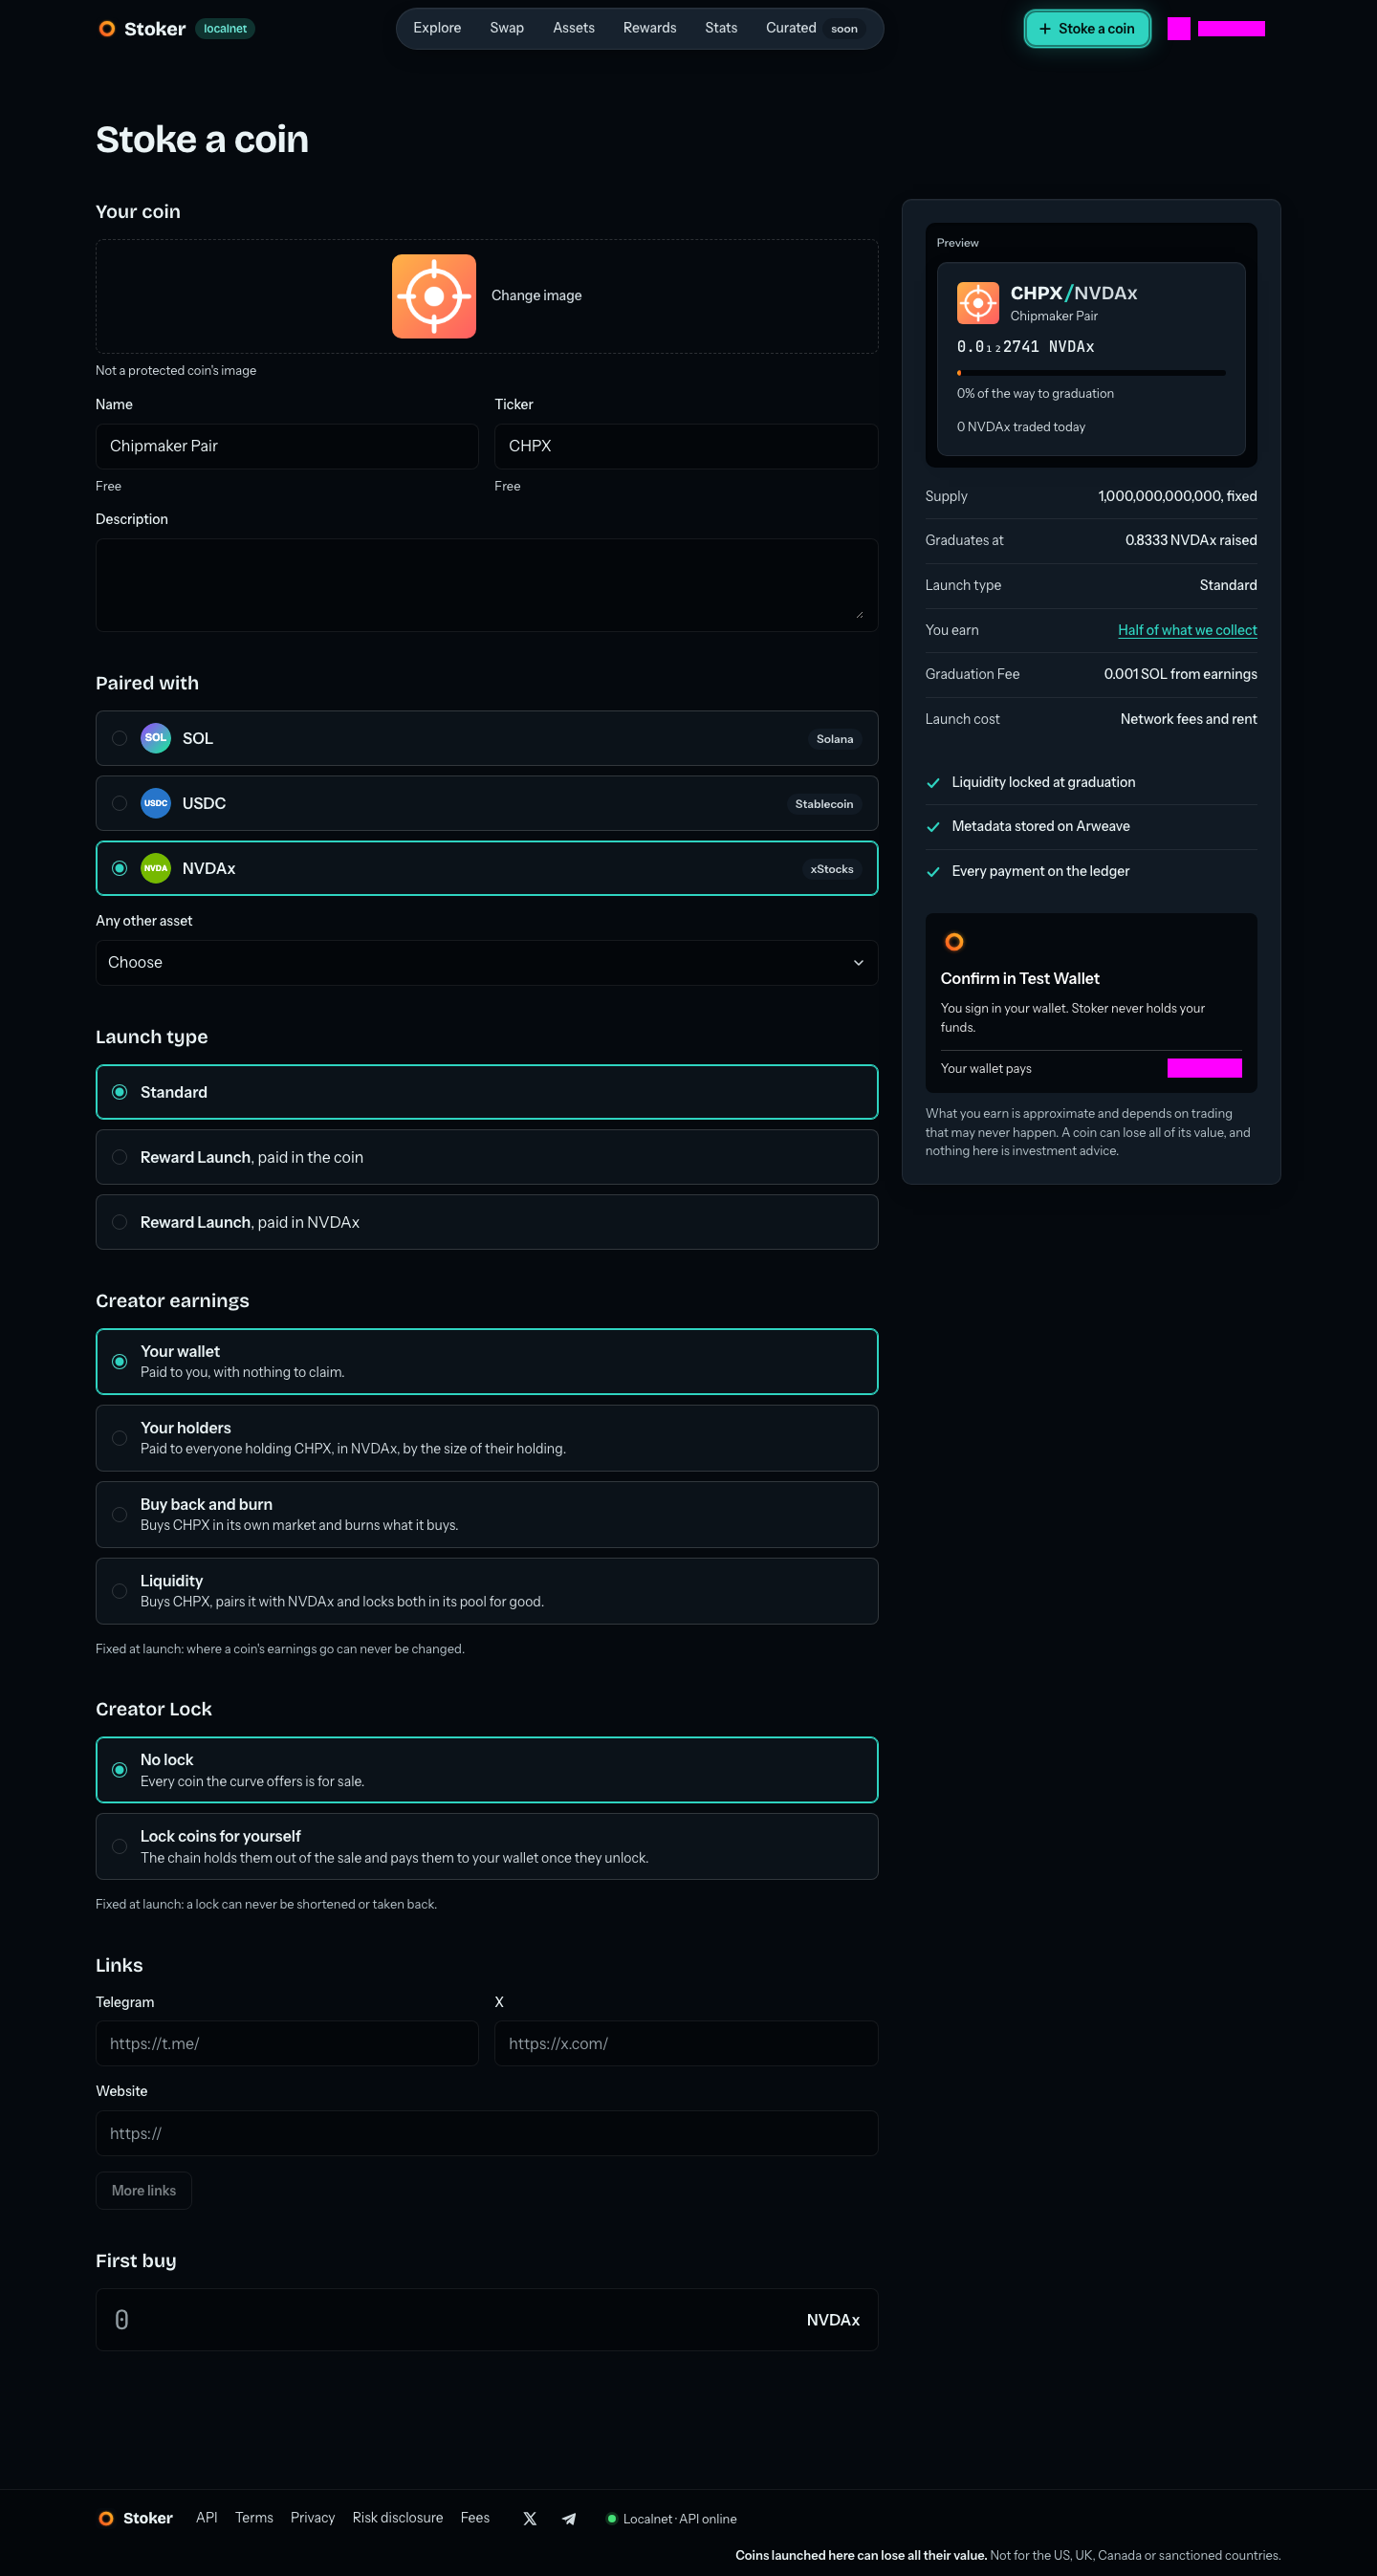 Stoker localnet
Explore Swap Assets Rewards Stats Curated soon
+ Stoke a coin
Stoke a coin
Your coin
Change image
Not a protected coin's image
Name
Ticker
Chipmaker Pair
CHPX
Free
Free
Description
Paired with
SOL SOL Solana
USDC USDC Stablecoin
NVDA NVDAx xStocks
Any other asset
Choose
Launch type
Standard
Reward Launch, paid in the coin
Reward Launch, paid in NVDAx
Creator earnings
Your wallet
Paid to you, with nothing to claim.
Your holders
Paid to everyone holding CHPX, in NVDAx, by the size of their holding.
Buy back and burn
Buys CHPX in its own market and burns what it buys.
Liquidity
Buys CHPX, pairs it with NVDAx and locks both in its pool for good.
Fixed at launch: where a coin's earnings go can never be changed.
Creator Lock
No lock
Every coin the curve offers is for sale.
Lock coins for yourself
The chain holds them out of the sale and pays them to your wallet once they unlock.
Fixed at launch: a lock can never be shortened or taken back.
Links
Telegram
X
https://t.me/
https://x.com/
Website
https://
More links
First buy
0 NVDAx
Preview
CHPX/NVDAx
Chipmaker Pair
0.0₁₂2741 NVDAx
0% of the way to graduation
0 NVDAx traded today
Supply 1,000,000,000,000, fixed
Graduates at 0.8333 NVDAx raised
Launch type Standard
You earn Half of what we collect
Graduation Fee 0.001 SOL from earnings
Launch cost Network fees and rent
Liquidity locked at graduation
Metadata stored on Arweave
Every payment on the ledger
Confirm in Test Wallet
You sign in your wallet. Stoker never holds your
funds.
Your wallet pays
What you earn is approximate and depends on trading
that may never happen. A coin can lose all of its value, and
nothing here is investment advice.
Stoker API Terms Privacy Risk disclosure Fees Localnet · API online
Coins launched here can lose all their value. Not for the US, UK, Canada or sanctioned countries.